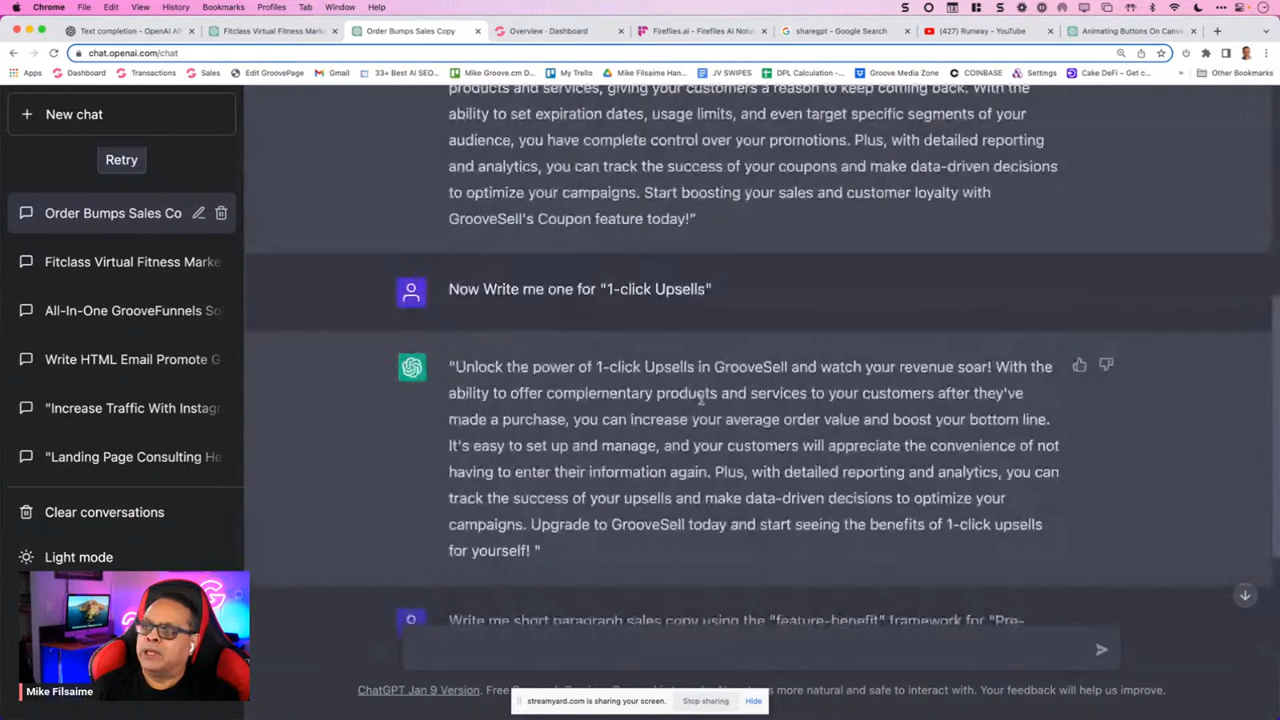 Chrome File Edit View History Bookmarks Profiles Tab Window Help
Text completion - OpenAI AP
Fitclass Virtual Fitness Marke
Order Bumps Sales Copy
Overview - Dashboard
Fireflies.ai - Fireflies AI Notet
sharegpt - Google Search
(427) Runway - YouTube
Animating Buttons On Canv
chat.openai.com/chat
Apps Dashboard Transactions Sales Edit GroovePage Gmail 33+ Best AI SEO... Mike Groove.cm D... My Trello Mike Filsaime Han... JV SWIPES DPL Calculation -... Groove Media Zone COINBASE Settings Cake DeFi – Get c... » Other Bookmarks
+ New chat
Retry
Order Bumps Sales Co
Fitclass Virtual Fitness Marke
All-In-One GrooveFunnels So
Write HTML Email Promote G
"Increase Traffic With Instag
"Landing Page Consulting He
Clear conversations
Light mode
products and services, giving your customers a reason to keep coming back. With the
ability to set expiration dates, usage limits, and even target specific segments of your
audience, you have complete control over your promotions. Plus, with detailed reporting
and analytics, you can track the success of your coupons and make data-driven decisions
to optimize your campaigns. Start boosting your sales and customer loyalty with
GrooveSell's Coupon feature today!"
Now Write me one for "1-click Upsells"
"Unlock the power of 1-click Upsells in GrooveSell and watch your revenue soar! With the
ability to offer complementary products and services to your customers after they've
made a purchase, you can increase your average order value and boost your bottom line.
It's easy to set up and manage, and your customers will appreciate the convenience of not
having to enter their information again. Plus, with detailed reporting and analytics, you can
track the success of your upsells and make data-driven decisions to optimize your
campaigns. Upgrade to GrooveSell today and start seeing the benefits of 1-click upsells
for yourself! "
Write me short paragraph sales copy using the "feature-benefit" framework for "Pre-
ChatGPT Jan 9 Version. Free
more natural and safe to interact with. Your feedback will help us improve.
streamyard.com is sharing your screen. Stop sharing Hide
Mike Filsaime